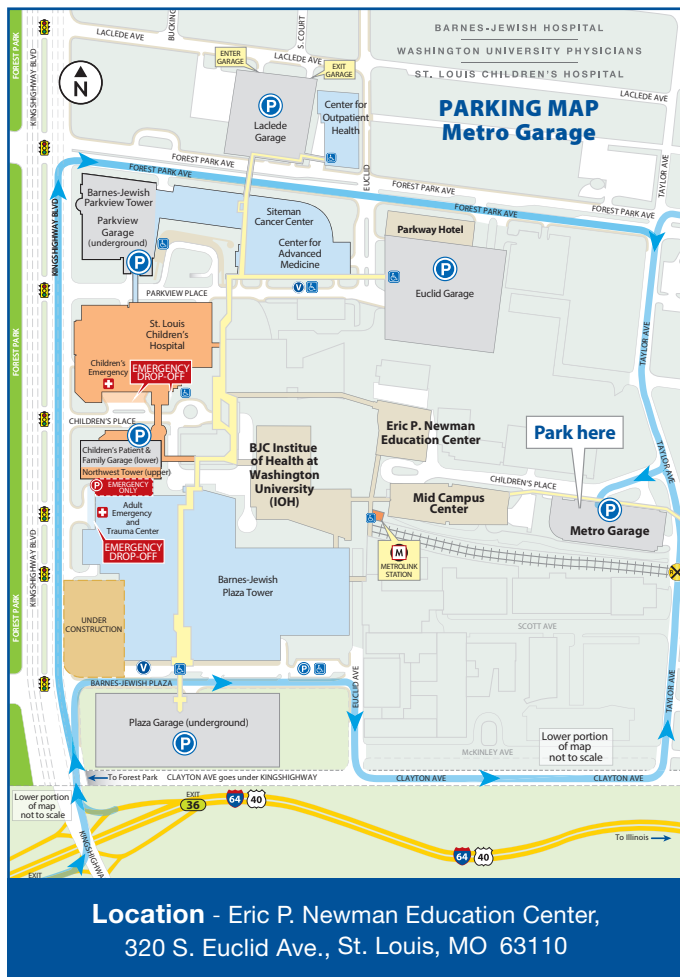 BARNES-JEWISH HOSPITAL
WASHINGTON UNIVERSITY PHYSICIANS
ST. LOUIS CHILDREN'S HOSPITAL
PARKING MAP
Metro Garage
LACLEDE AVE
S. COURT
LACLEDE AVE
LACLEDE AVE
FOREST PARK
KINGSHIGHWAY BLVD
N
ENTER
GARAGE
EXIT
GARAGE
P
Laclede
Garage
Center for
Outpatient
Health
EUCLID
TAYLOR AVE
FOREST PARK AVE
FOREST PARK AVE
FOREST PARK AVE
FOREST PARK AVE
FOREST PARK AVE
KINGSHIGHWAY BLVD
Barnes-Jewish
Parkview Tower
Parkview
Garage
(underground)
P
Siteman
Cancer Center
Center for
Advanced
Medicine
Parkway Hotel
P
Euclid Garage
V
PARKVIEW PLACE
FOREST PARK
St. Louis
Children's
Hospital
Children's
Emergency
EMERGENCY
DROP-OFF
TAYLOR AVE
CHILDREN'S PLACE
P
Children's Patient &
Family Garage (lower)
Northwest Tower (upper)
P
EMERGENCY
ONLY
Adult
Emergency
and
Trauma Center
EMERGENCY
DROP-OFF
BJC Institue
of Health at
Washington
University
(IOH)
Eric P. Newman
Education Center
Park here
TAYLOR AVE
CHILDREN'S PLACE
Mid Campus
Center
P
Metro Garage
M
METROLINK
STATION
R
KINGSHIGHWAY BLVD
Barnes-Jewish
Plaza Tower
UNDER
CONSTRUCTION
FOREST PARK
SCOTT AVE
V
P
BARNES-JEWISH PLAZA
EUCLID AVE
TAYLOR AVE
Plaza Garage (underground)
P
McKINLEY AVE
Lower portion
of map
not to scale
To Forest Park
CLAYTON AVE goes under KINGSHIGHWAY
CLAYTON AVE
CLAYTON AVE
Lower portion
of map
not to scale
EXIT
36
64
40
KINGSHIGHWAY
64
40
To Illinois
EXIT
Location - Eric P. Newman Education Center,
320 S. Euclid Ave., St. Louis, MO 63110